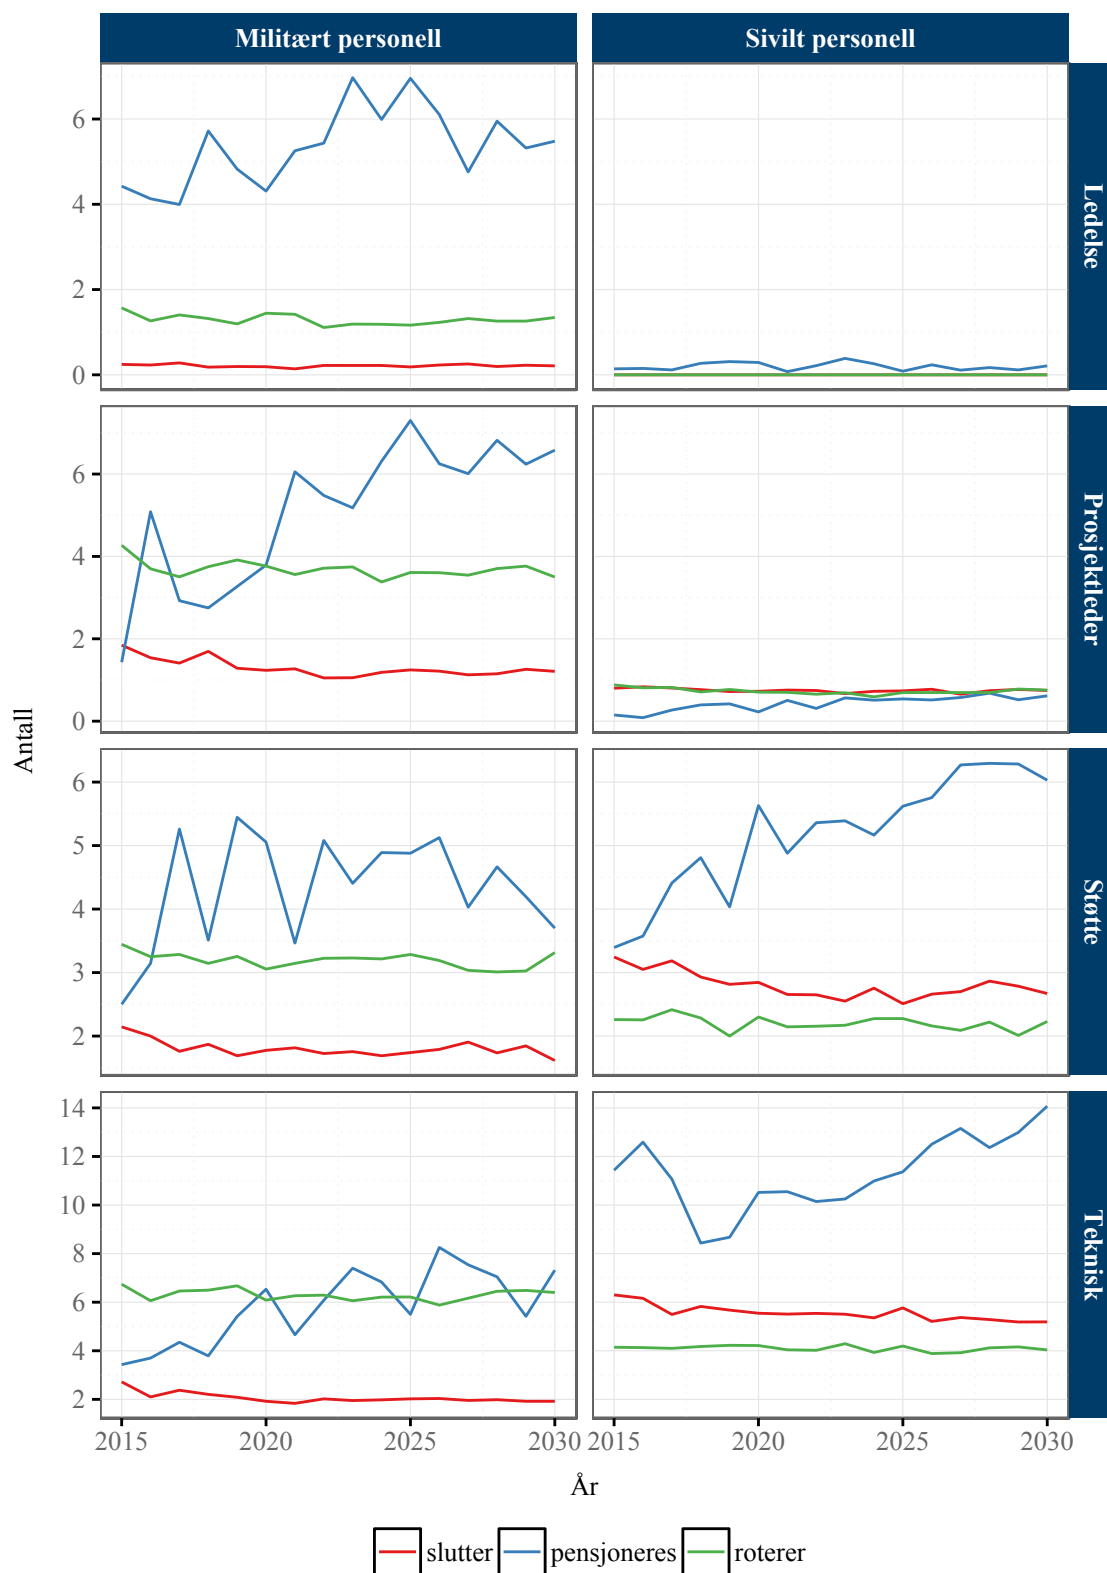 Militært personell
Sivilt personell
6
4
2
0
Ledelse
6
4
2
0
Prosjektleder
Antall
6
5
4
3
2
Støtte
14
12
10
8
6
4
2
Teknisk
2015 2020 2025 2030 2015 2020 2025 2030
År
slutter pensjoneres roterer